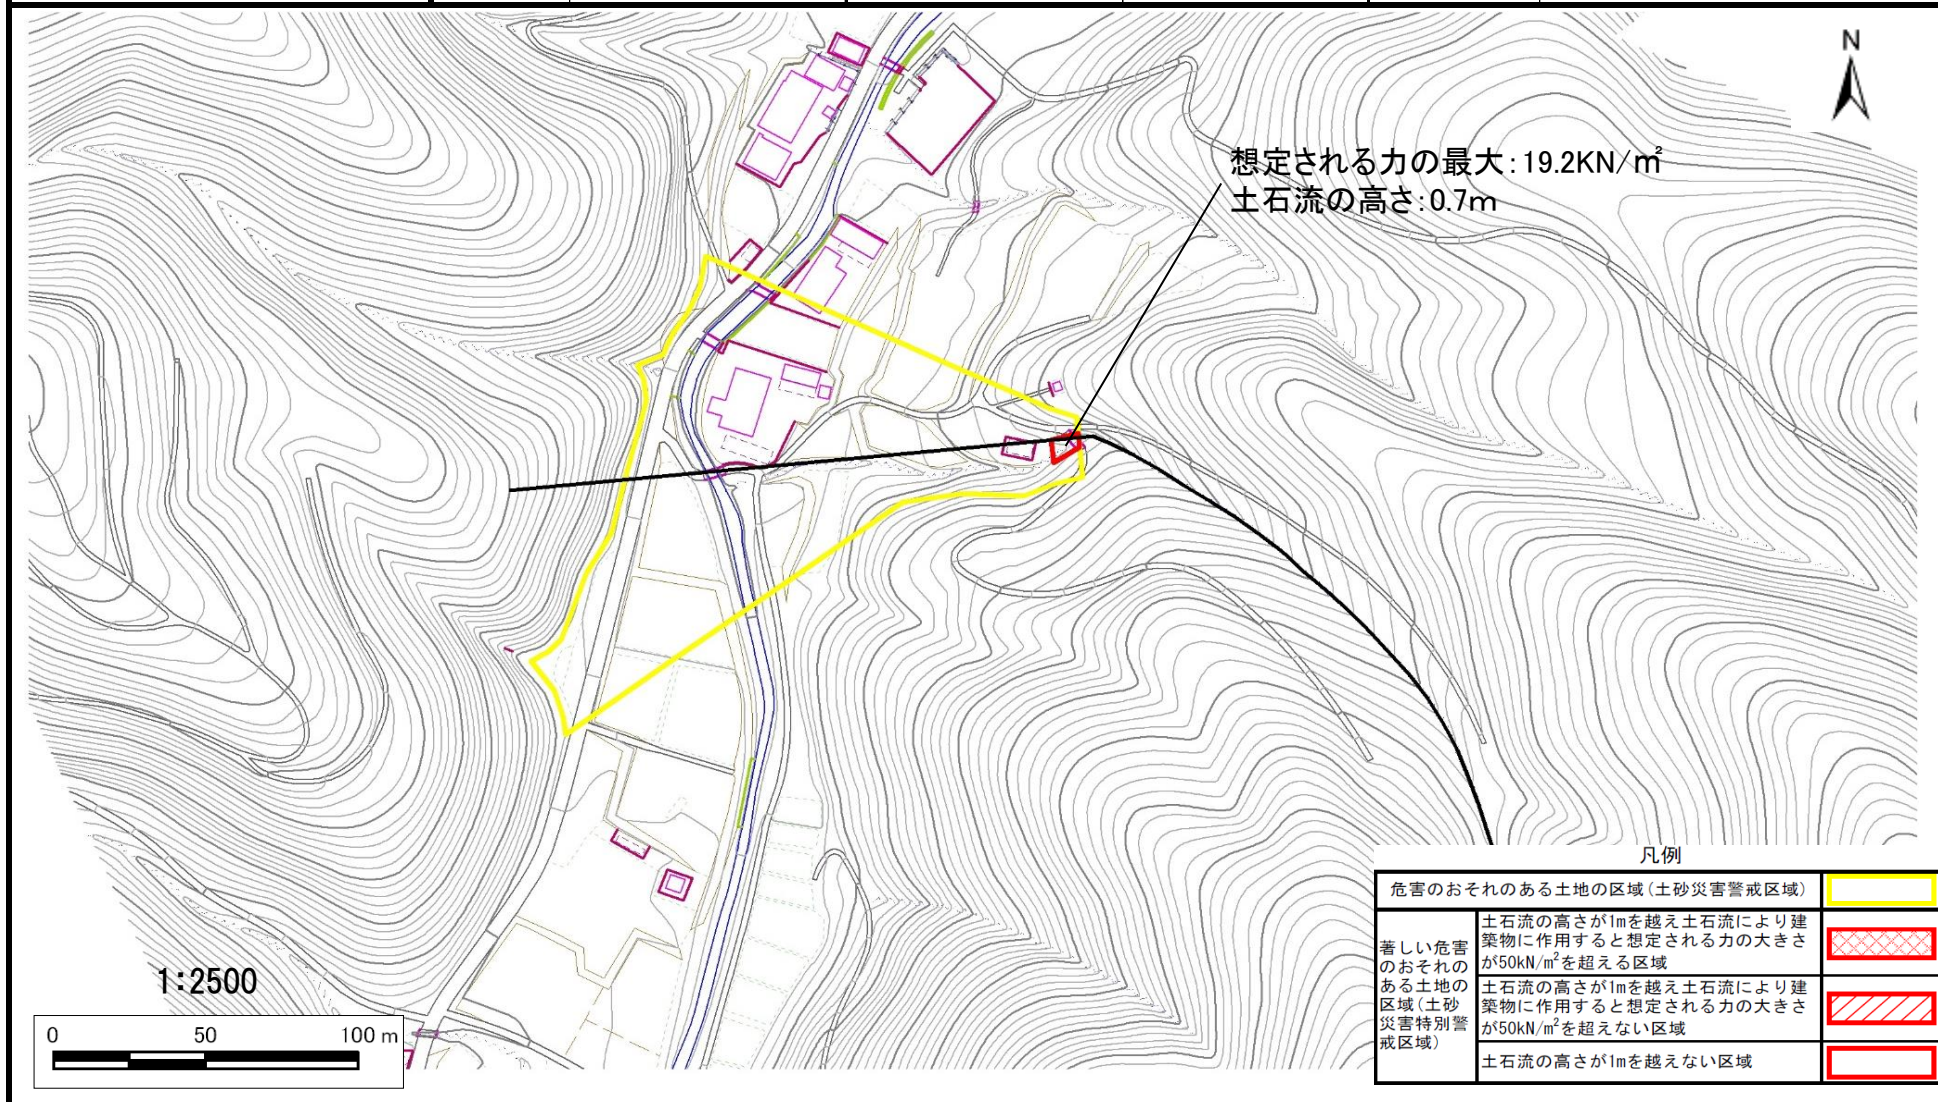 N
想定される力の最大:19.2KN/㎡
土石流の高さ:0.7m
1:2500
0 50 100 m
凡例
危害のおそれのある土地の区域(土砂災害警戒区域)
著しい危害
のおそれの
ある土地の
区域(土砂
災害特別警
戒区域)
土石流の高さが1mを越え土石流により建
築物に作用すると想定される力の大きさ
が50kN/m²を超える区域
土石流の高さが1mを越え土石流により建
築物に作用すると想定される力の大きさ
が50kN/m²を超えない区域
土石流の高さが1mを越えない区域